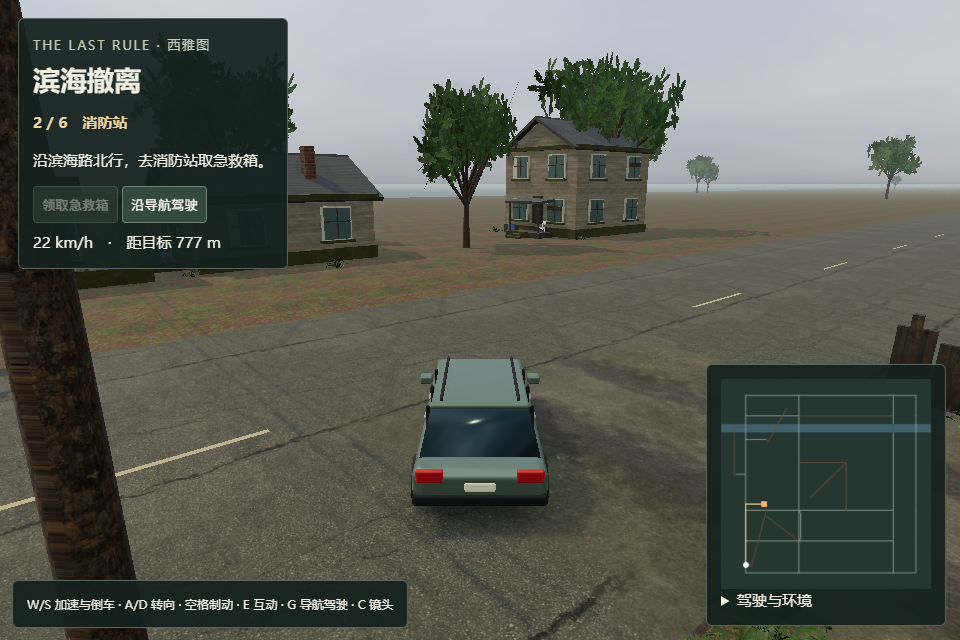 THE LAST RULE · 西雅图
滨海撤离
2 / 6 消防站
沿滨海路北行，去消防站取急救箱。
领取急救箱 沿导航驾驶
22 km/h · 距目标 777 m
▶ 驾驶与环境
W/S 加速与倒车 · A/D 转向 · 空格制动 · E 互动 · G 导航驾驶 · C 镜头